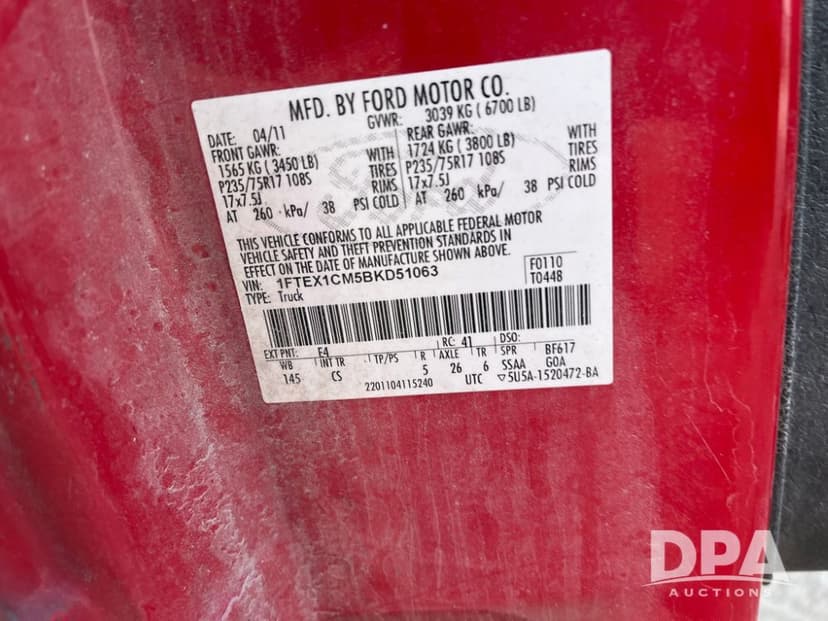 MFD. BY FORD MOTOR CO.
DATE: 04/11 GVWR: 3039 KG ( 6700 LB)
FRONT GAWR: REAR GAWR:
1565 KG ( 3450 LB) WITH 1724 KG ( 3800 LB) WITH
P235/75R17 108S TIRES P235/75R17 108S TIRES
17x7.5J RIMS 17x7.5J RIMS
AT 260 kPa/ 38 PSI COLD AT 260 kPa/ 38 PSI COLD
THIS VEHICLE CONFORMS TO ALL APPLICABLE FEDERAL MOTOR
VEHICLE SAFETY AND THEFT PREVENTION STANDARDS IN
EFFECT ON THE DATE OF MANUFACTURE SHOWN ABOVE.
VIN: 1FTEX1CM5BKD51063 F0110
TYPE: Truck T0448
EXT PNT: E4 RC: 41 DSO:
WB INT TR TP/PS R AXLE TR SPR BF617
145 CS 5 26 6 SSAA GOA
2201104115240 UTC ▽5U5A-1520472-BA
DPA
AUCTIONS